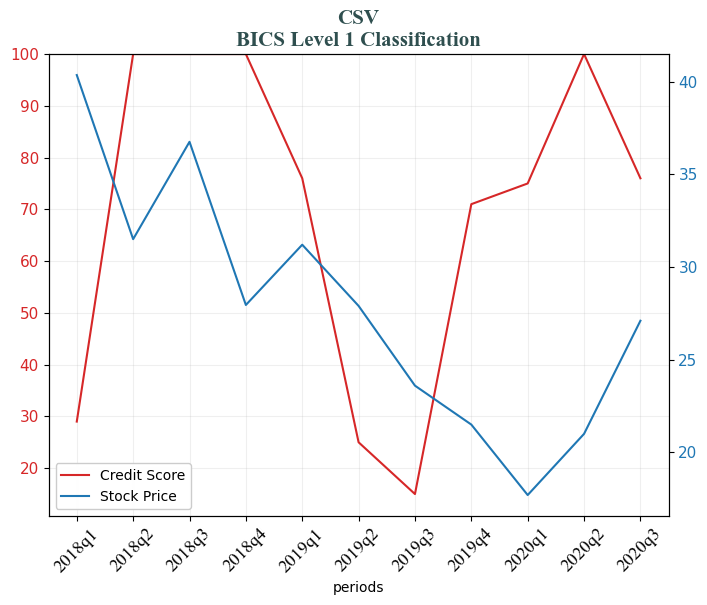 CSV
BICS Level 1 Classification
100
90
80
70
60
50
40
30
20
40
35
30
25
20
Credit Score
Stock Price
2018q1
2018q2
2018q3
2018q4
2019q1
2019q2
2019q3
2019q4
2020q1
2020q2
2020q3
periods